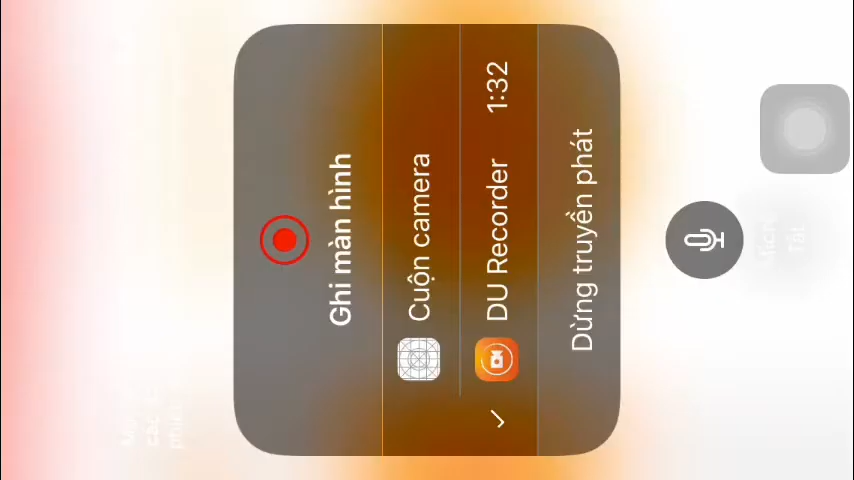 Ghi màn hình
Cuộn camera
DU Recorder 1:32
Dừng truyền phát